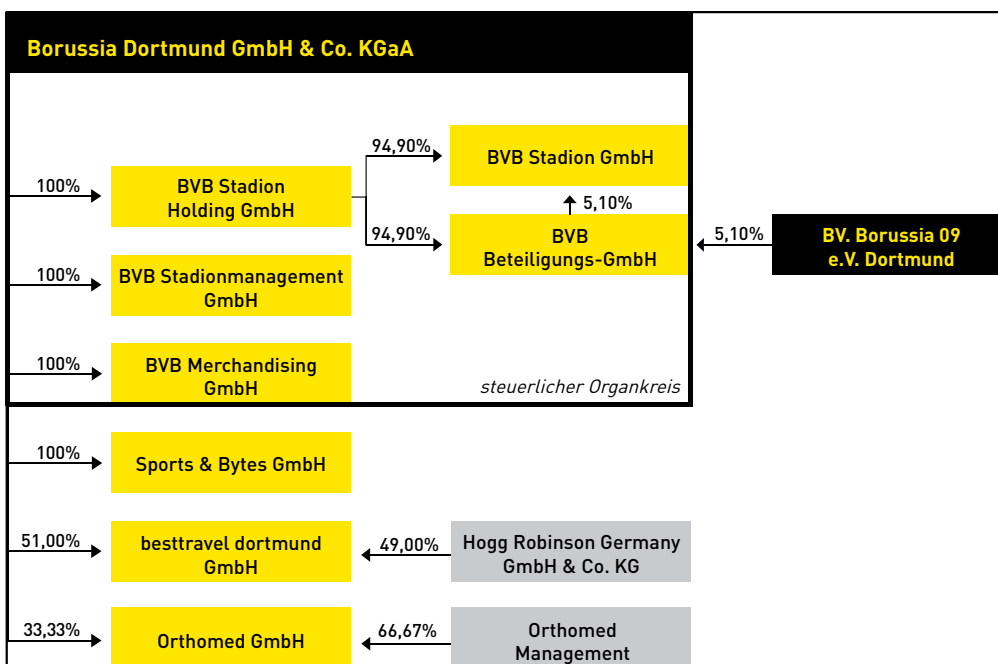 Borussia Dortmund GmbH & Co. KGaA
94,90%
BVB Stadion GmbH
100%
BVB Stadion
Holding GmbH
5,10%
94,90%
BVB
Beteiligungs-GmbH
5,10%
BV. Borussia 09
e.V. Dortmund
100%
BVB Stadionmanagement
GmbH
100%
BVB Merchandising
GmbH
steuerlicher Organkreis
100%
Sports & Bytes GmbH
51,00%
besttravel dortmund
GmbH
49,00%
Hogg Robinson Germany
GmbH & Co. KG
33,33%
Orthomed GmbH
66,67%
Orthomed
Management